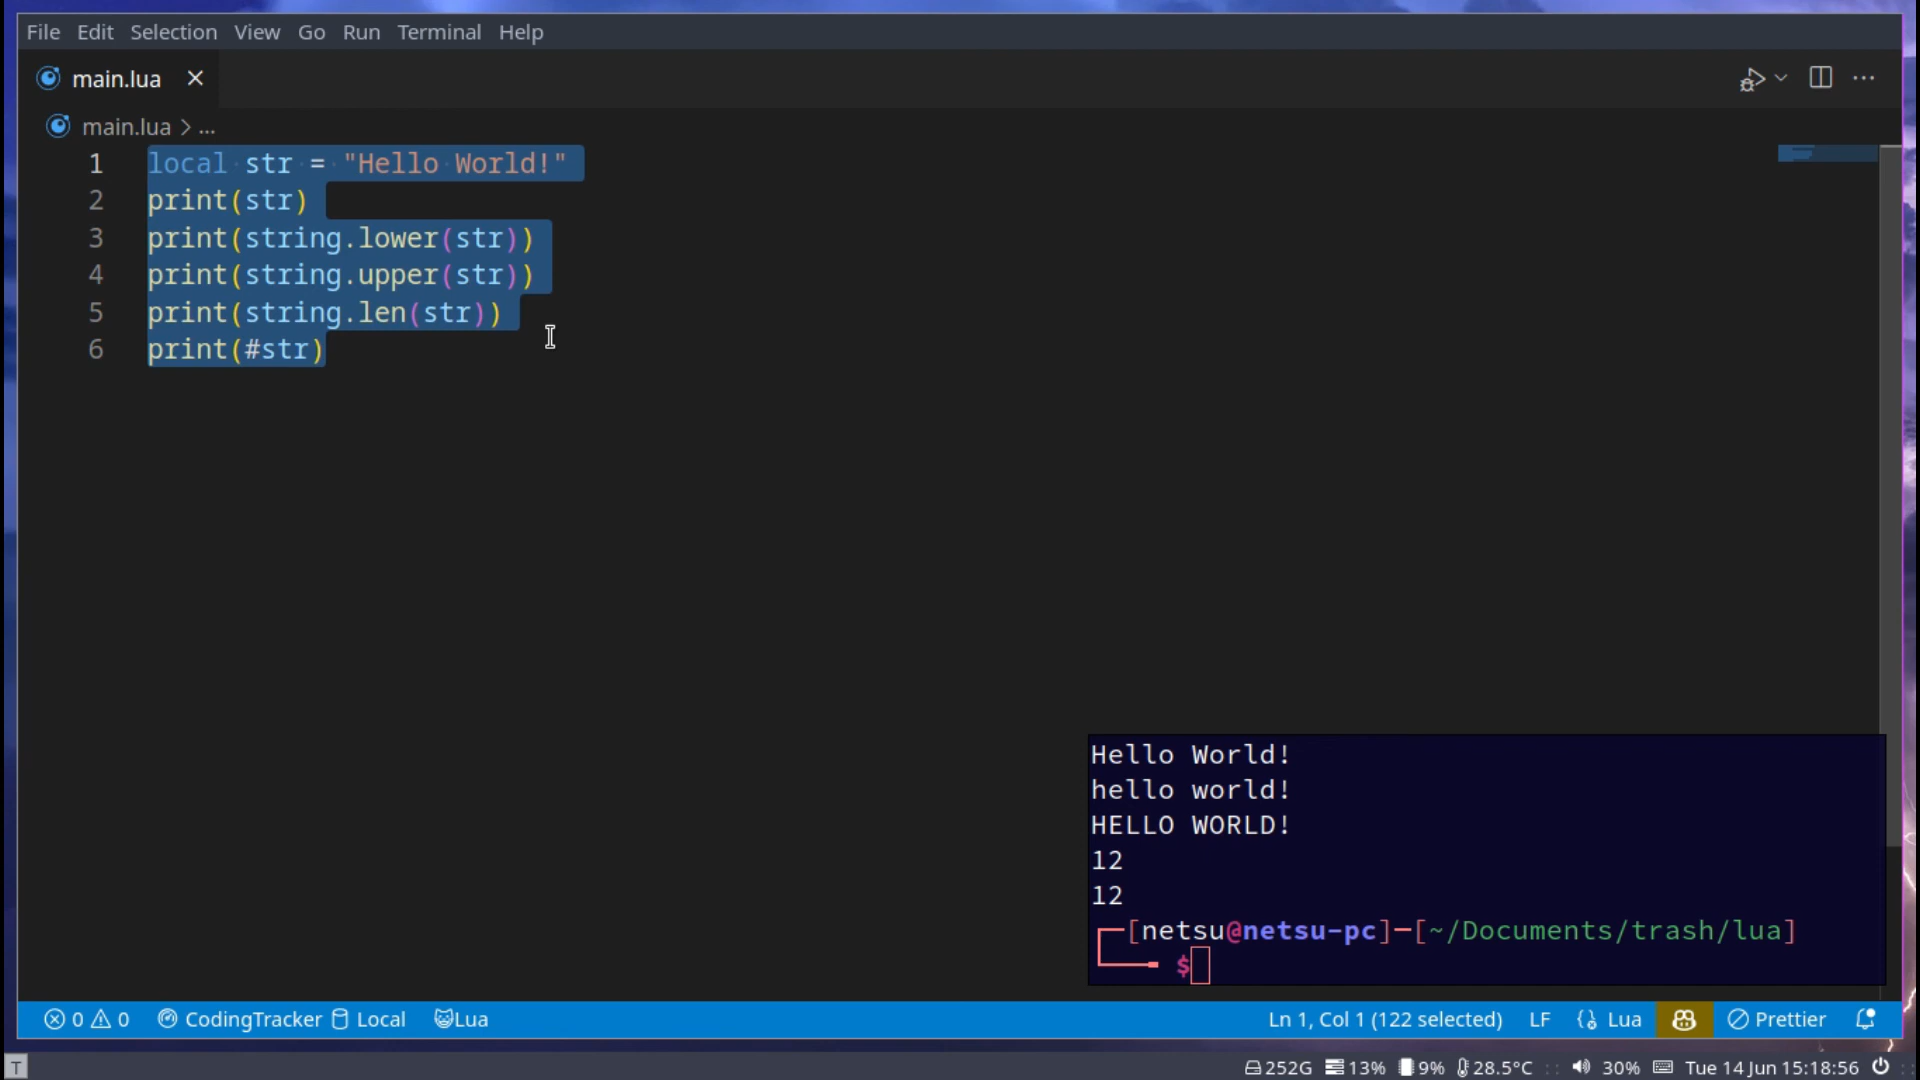 File Edit Selection View Go Run Terminal Help
main.lua
main.lua > ...
1 local str = "Hello World!"
2 print(str)
3 print(string.lower(str))
4 print(string.upper(str))
5 print(string.len(str))
6 print(#str)
Hello World!
hello world!
HELLO WORLD!
12
12
[netsu@netsu-pc]-[~/Documents/trash/lua]
$
0 0 CodingTracker Local Lua Ln 1, Col 1 (122 selected) LF Lua Prettier
T 252G 13% 9% 28.5°C :: 30% Tue 14 Jun 15:18:56